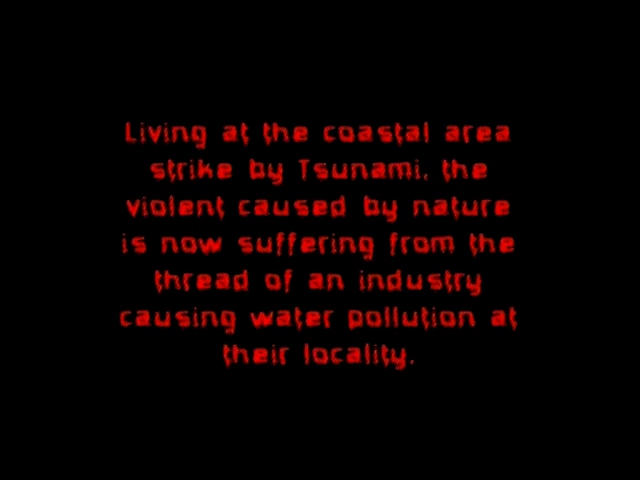 Living at the coastal area
strike by Tsunami, the
violent caused by nature
is now suffering from the
thread of an industry
causing water pollution at
their locality.